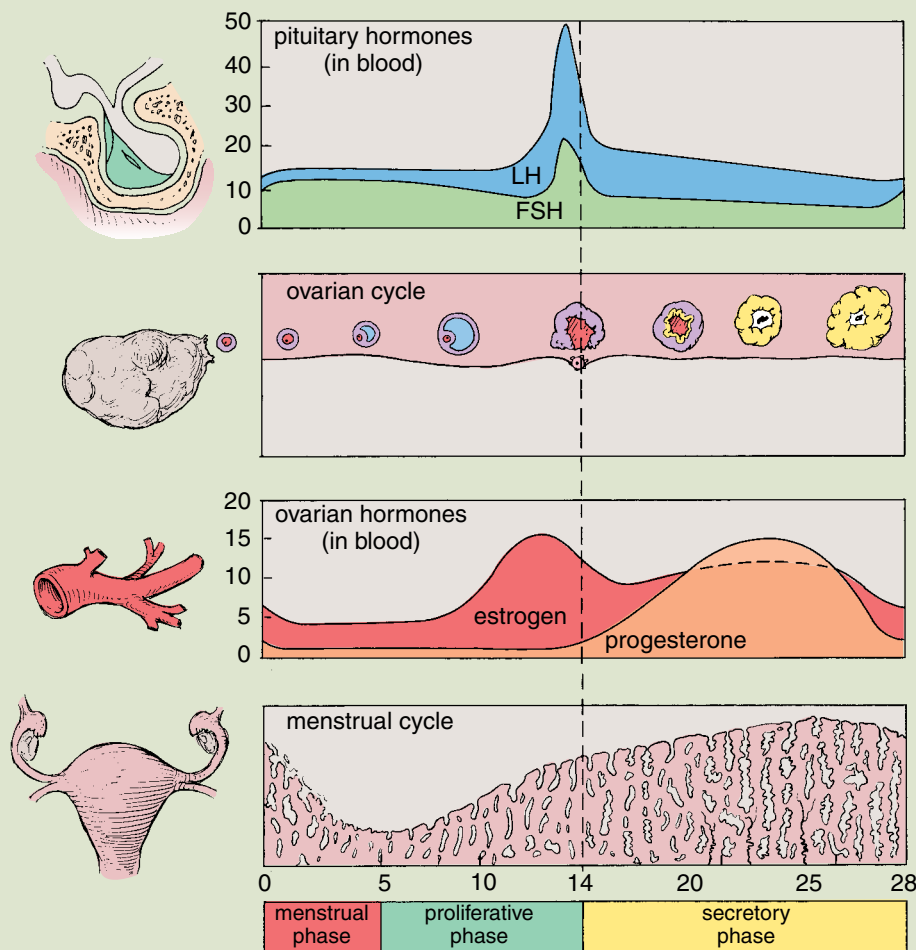 50
pituitary hormones
(in blood)
40
30
20
LH
10
FSH
0
ovarian cycle
20
ovarian hormones
(in blood)
15
10
estrogen
5
progesterone
0
menstrual cycle
0 5 10 14 20 25 28
menstrual
phase
proliferative
phase
secretory
phase